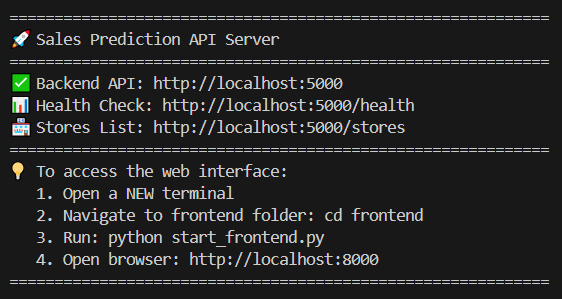 ============================================================
🚀 Sales Prediction API Server
============================================================
✅ Backend API: http://localhost:5000
📊 Health Check: http://localhost:5000/health
🏪 Stores List: http://localhost:5000/stores
============================================================
💡 To access the web interface:
1. Open a NEW terminal
2. Navigate to frontend folder: cd frontend
3. Run: python start_frontend.py
4. Open browser: http://localhost:8000
============================================================